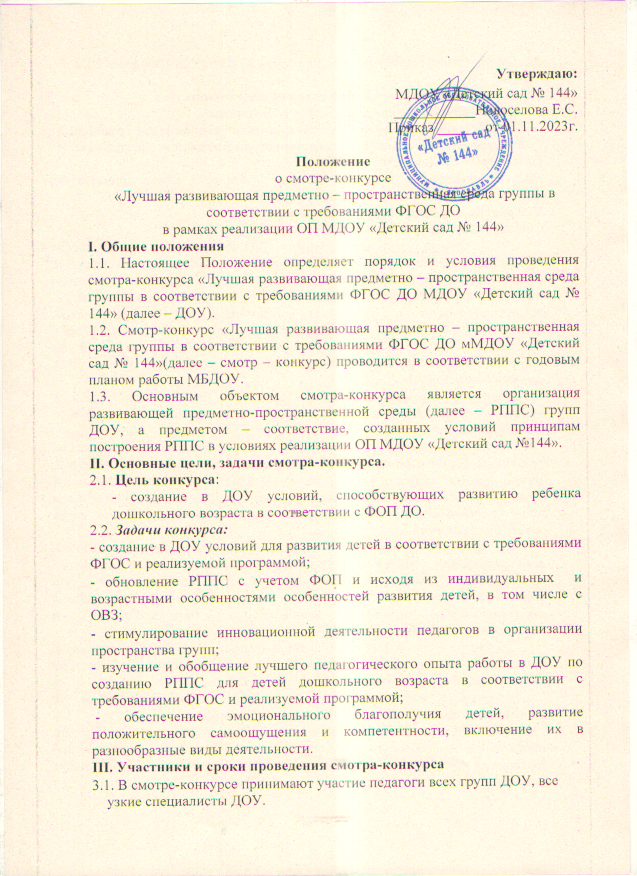 Утверждаю:
МДОУ «Детский сад № 144»
Новоселова Е.С.
Приказ от 01.11.2023г.
«Детский сад
№ 144»
Положение
о смотре-конкурсе
«Лучшая развивающая предметно – пространственная среда группы в
соответствии с требованиями ФГОС ДО
в рамках реализации ОП МДОУ «Детский сад № 144»
I. Общие положения
1.1. Настоящее Положение определяет порядок и условия проведения
смотра-конкурса «Лучшая развивающая предметно – пространственная среда
группы в соответствии с требованиями ФГОС ДО МДОУ «Детский сад №
144» (далее – ДОУ).
1.2. Смотр-конкурс «Лучшая развивающая предметно – пространственная
среда группы в соответствии с требованиями ФГОС ДО мМДОУ «Детский
сад № 144»(далее – смотр – конкурс) проводится в соответствии с годовым
планом работы МБДОУ.
1.3. Основным объектом смотра-конкурса является организация
развивающей предметно-пространственной среды (далее – РППС) групп
ДОУ, а предметом – соответствие, созданных условий принципам
построения РППС в условиях реализации ОП МДОУ «Детский сад №144».
II. Основные цели, задачи смотра-конкурса.
2.1. Цель конкурса:
- создание в ДОУ условий, способствующих развитию ребенка
дошкольного возраста в соответствии с ФОП ДО.
2.2. Задачи конкурса:
- создание в ДОУ условий для развития детей в соответствии с требованиями
ФГОС и реализуемой программой;
- обновление РППС с учетом ФОП и исходя из индивидуальных и
возрастными особенностями особенностей развития детей, в том числе с
ОВЗ;
- стимулирование инновационной деятельности педагогов в организации
пространства групп;
- изучение и обобщение лучшего педагогического опыта работы в ДОУ по
созданию РППС для детей дошкольного возраста в соответствии с
требованиями ФГОС и реализуемой программой;
- обеспечение эмоционального благополучия детей, развитие
положительного самоощущения и компетентности, включение их в
разнообразные виды деятельности.
III. Участники и сроки проведения смотра-конкурса
3.1. В смотре-конкурсе принимают участие педагоги всех групп ДОУ, все
узкие специалисты ДОУ.